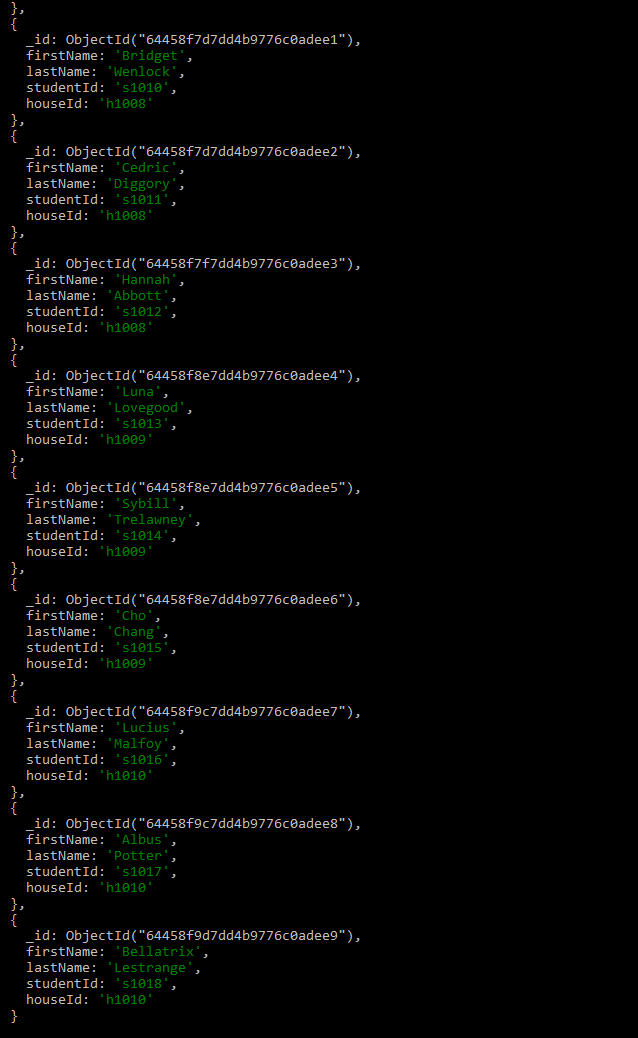 },
{
_id: ObjectId("64458f7d7dd4b9776c0adee1"),
firstName: 'Bridget',
lastName: 'Wenlock',
studentId: 's1010',
houseId: 'h1008'
},
{
_id: ObjectId("64458f7d7dd4b9776c0adee2"),
firstName: 'Cedric',
lastName: 'Diggory',
studentId: 's1011',
houseId: 'h1008'
},
{
_id: ObjectId("64458f7f7dd4b9776c0adee3"),
firstName: 'Hannah',
lastName: 'Abbott',
studentId: 's1012',
houseId: 'h1008'
},
{
_id: ObjectId("64458f8e7dd4b9776c0adee4"),
firstName: 'Luna',
lastName: 'Lovegood',
studentId: 's1013',
houseId: 'h1009'
},
{
_id: ObjectId("64458f8e7dd4b9776c0adee5"),
firstName: 'Sybill',
lastName: 'Trelawney',
studentId: 's1014',
houseId: 'h1009'
},
{
_id: ObjectId("64458f8e7dd4b9776c0adee6"),
firstName: 'Cho',
lastName: 'Chang',
studentId: 's1015',
houseId: 'h1009'
},
{
_id: ObjectId("64458f9c7dd4b9776c0adee7"),
firstName: 'Lucius',
lastName: 'Malfoy',
studentId: 's1016',
houseId: 'h1010'
},
{
_id: ObjectId("64458f9c7dd4b9776c0adee8"),
firstName: 'Albus',
lastName: 'Potter',
studentId: 's1017',
houseId: 'h1010'
},
{
_id: ObjectId("64458f9d7dd4b9776c0adee9"),
firstName: 'Bellatrix',
lastName: 'Lestrange',
studentId: 's1018',
houseId: 'h1010'
}